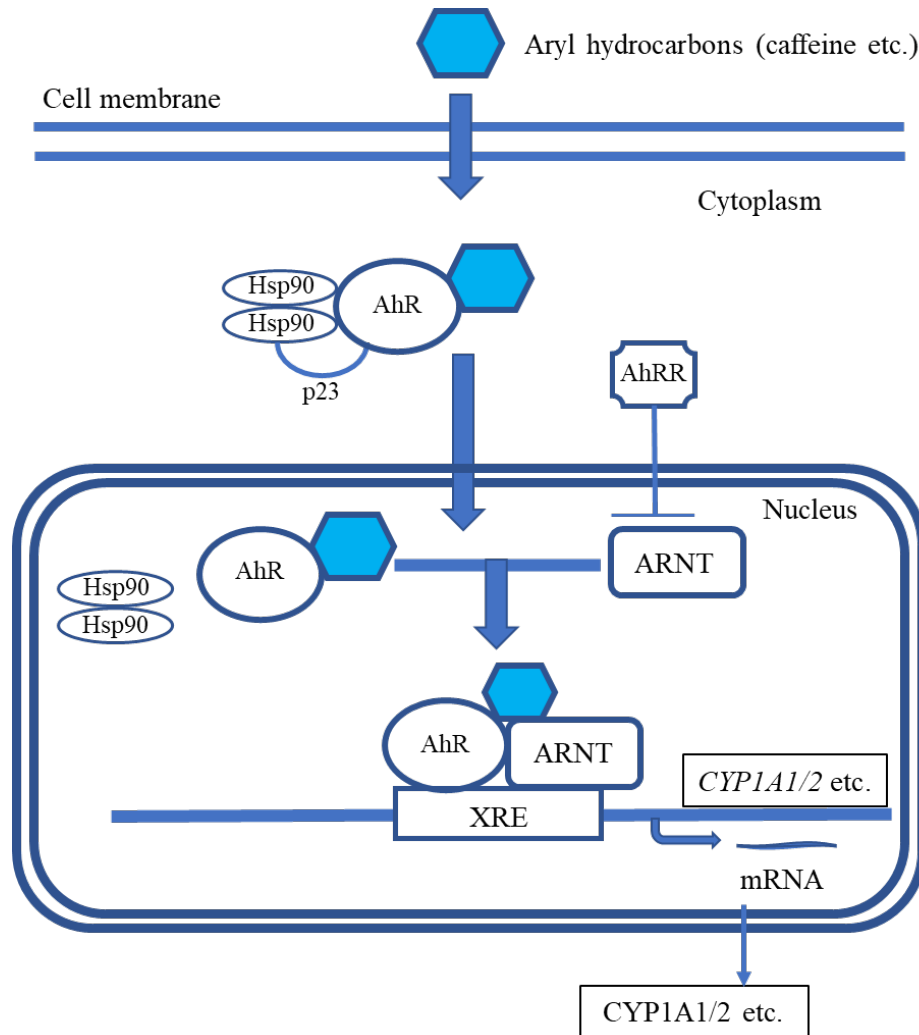 Aryl hydrocarbons (caffeine etc.)
Cell membrane
Cytoplasm
Hsp90
Hsp90
AhR
p23
AhRR
Nucleus
AhR
ARNT
Hsp90
Hsp90
AhR
ARNT
CYP1A1/2 etc.
XRE
mRNA
CYP1A1/2 etc.